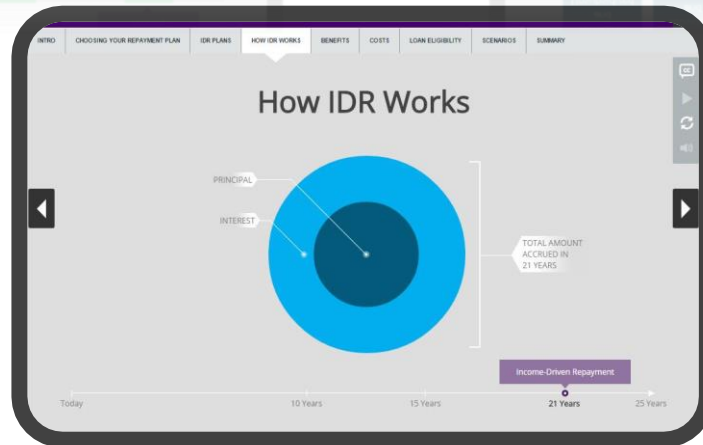 INTRO CHOOSING YOUR REPAYMENT PLAN IDR PLANS HOW IDR WORKS BENEFITS COSTS LOAN ELIGIBILITY SCENARIOS SUMMARY
CC
How IDR Works
PRINCIPAL
INTEREST
TOTAL AMOUNT
ACCRUED IN
21 YEARS
Income-Driven Repayment
Today 10 Years 15 Years 21 Years 25 Years